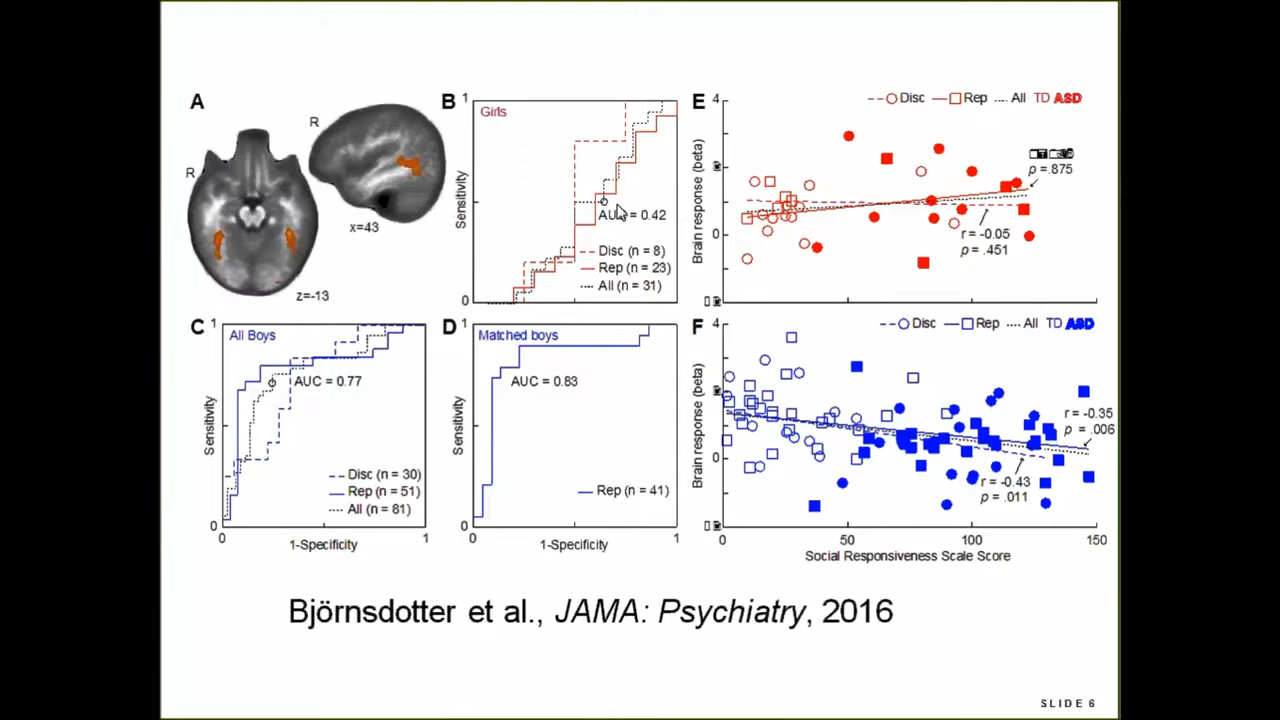 A
R
R
x=43
z=-13
B
1
Girls
Sensitivity
AUC = 0.42
Disc (n = 8)
Rep (n = 23)
All (n = 31)
0
C
1
All Boys
Sensitivity
AUC = 0.77
Disc (n = 30)
Rep (n = 51)
All (n = 81)
0
0
1-Specificity
1
D
1
Matched boys
Sensitivity
AUC = 0.83
Rep (n = 41)
0
0
1-Specificity
1
E
Disc Rep All TD ASD
4
Brain response (beta)
0
p =.875
r = -0.05
p .451
F
Disc Rep All TD ASD
4
Brain response (beta)
0
r = -0.35
p = .006
r = -0.43
p = .011
0 50 100 150
Social Responsiveness Scale Score
Björnsdotter et al., JAMA: Psychiatry, 2016
SLIDE 6